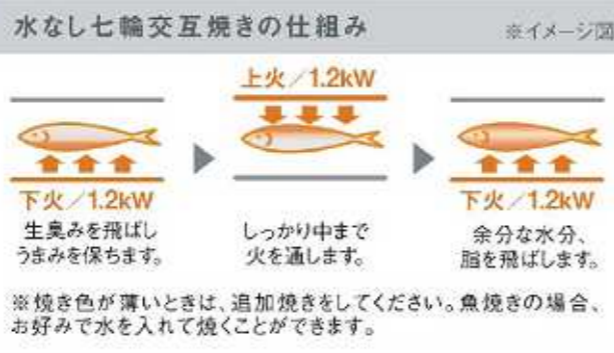 水なし七輪交互焼きの仕組み
※イメージ図
上火／1.2kW
下火／1.2kW
下火／1.2kW
生臭みを飛ばし
うまみを保ちます。
しっかり中まで
火を通します。
余分な水分、
脂を飛ばします。
※焼き色が薄いときは、追加焼きをしてください。魚焼きの場合、
お好みで水を入れて焼くことができます。